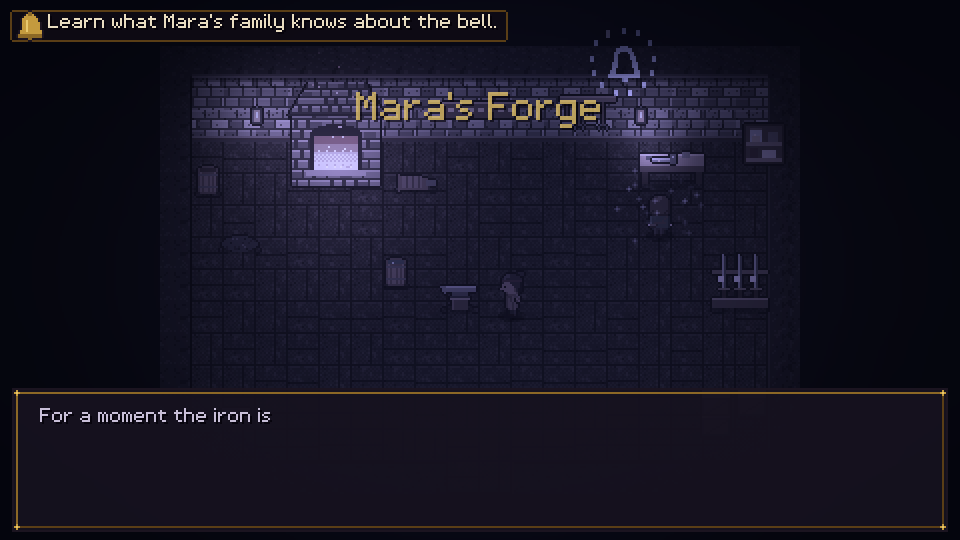 Learn what Mara's family knows about the bell.
Mara's Forge
For a moment the iron is